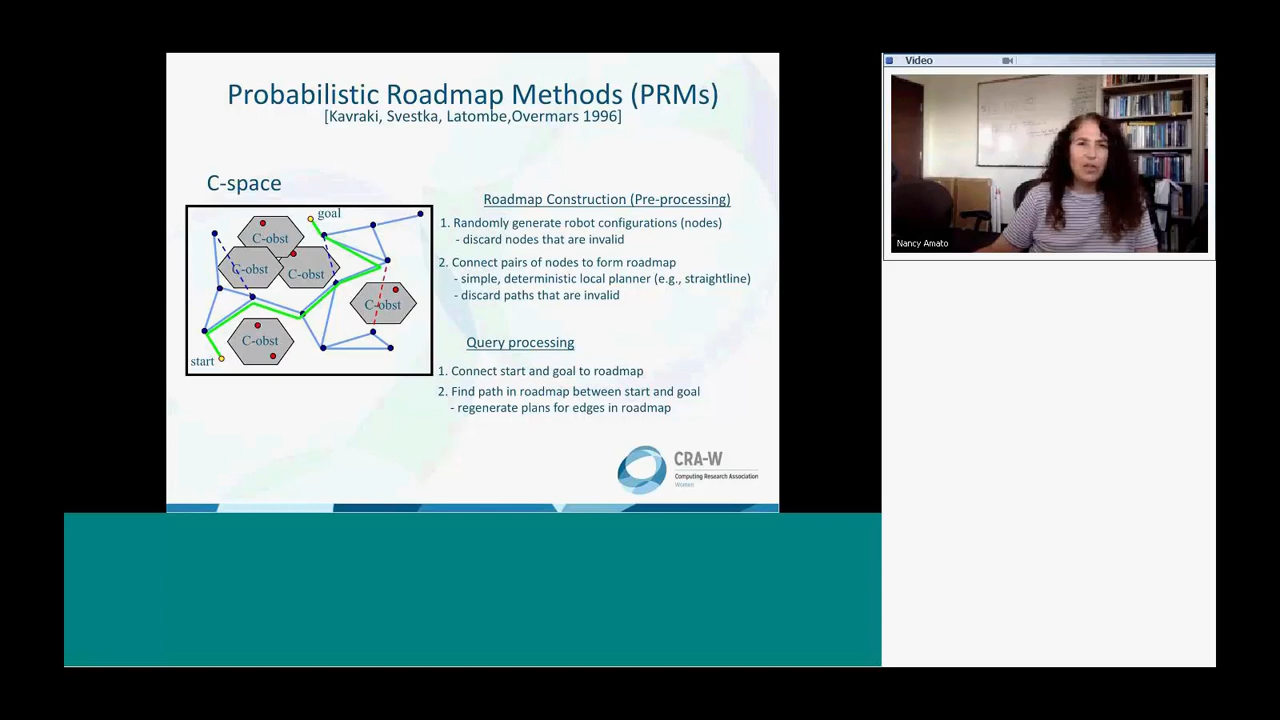 Probabilistic Roadmap Methods (PRMs)
[Kavraki, Svestka, Latombe,Overmars 1996]
C-space
goal
C-obst
C-obst
C-obst
C-obst
C-obst
start
Roadmap Construction (Pre-processing)
1. Randomly generate robot configurations (nodes)
- discard nodes that are invalid
2. Connect pairs of nodes to form roadmap
- simple, deterministic local planner (e.g., straightline)
- discard paths that are invalid
Query processing
1. Connect start and goal to roadmap
2. Find path in roadmap between start and goal
- regenerate plans for edges in roadmap
CRA-W
Computing Research Association
Women
Video
Nancy Amato